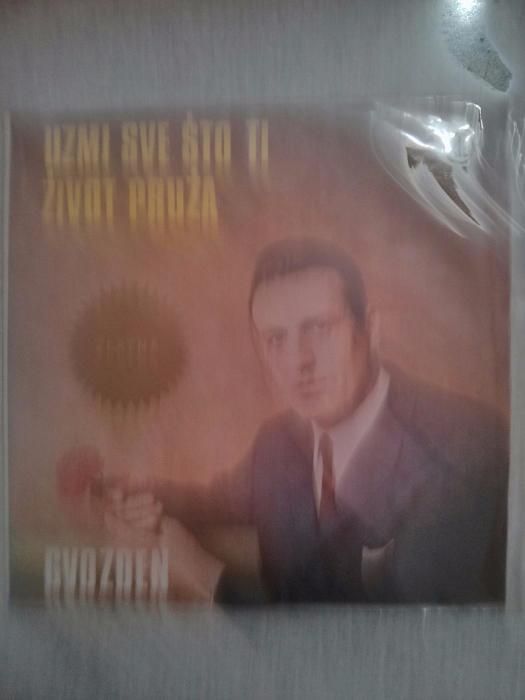 UZMI SVE ŠTO TI
ŽIVOT PRUŽA
GVOZDEN